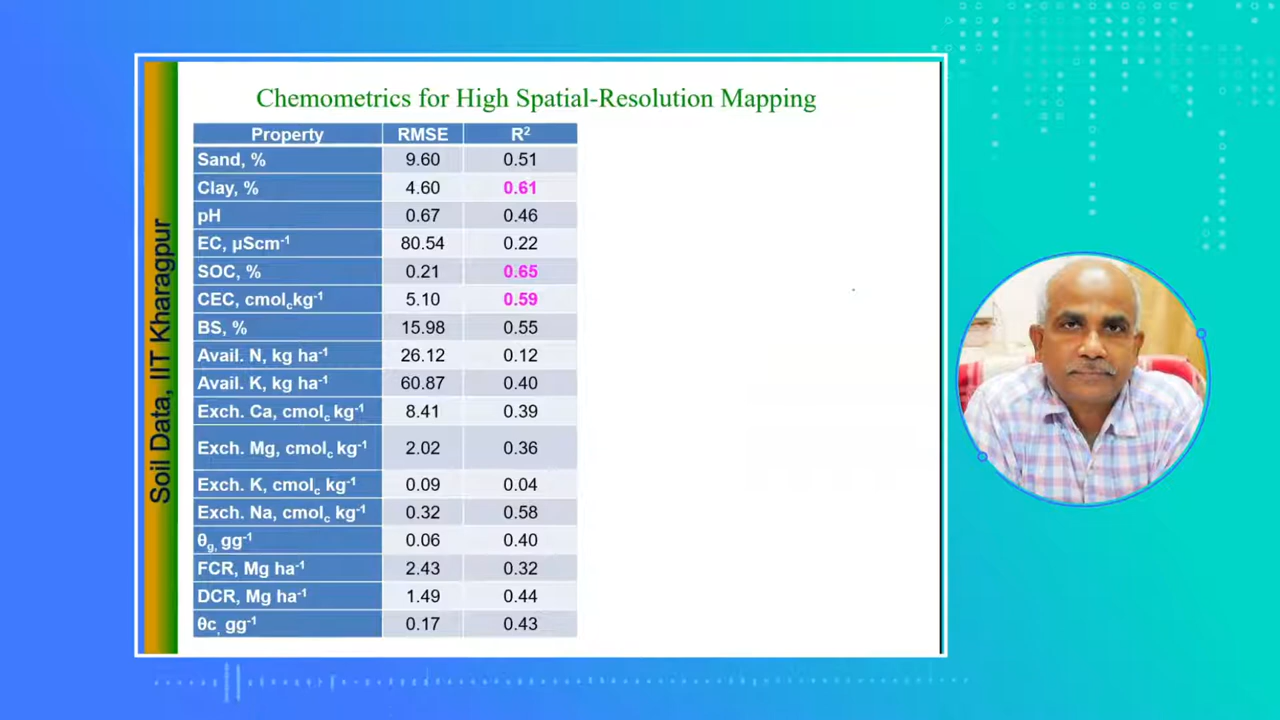 Chemometrics for High Spatial-Resolution Mapping
Soil Data, IIT Kharagpur
Property RMSE R²
Sand, % 9.60 0.51
Clay, % 4.60 0.61
pH 0.67 0.46
EC, µScm⁻¹ 80.54 0.22
SOC, % 0.21 0.65
CEC, cmol꜀kg⁻¹ 5.10 0.59
BS, % 15.98 0.55
Avail. N, kg ha⁻¹ 26.12 0.12
Avail. K, kg ha⁻¹ 60.87 0.40
Exch. Ca, cmol꜀ kg⁻¹ 8.41 0.39
Exch. Mg, cmol꜀ kg⁻¹ 2.02 0.36
Exch. K, cmol꜀ kg⁻¹ 0.09 0.04
Exch. Na, cmol꜀ kg⁻¹ 0.32 0.58
θg, gg⁻¹ 0.06 0.40
FCR, Mg ha⁻¹ 2.43 0.32
DCR, Mg ha⁻¹ 1.49 0.44
θc, gg⁻¹ 0.17 0.43